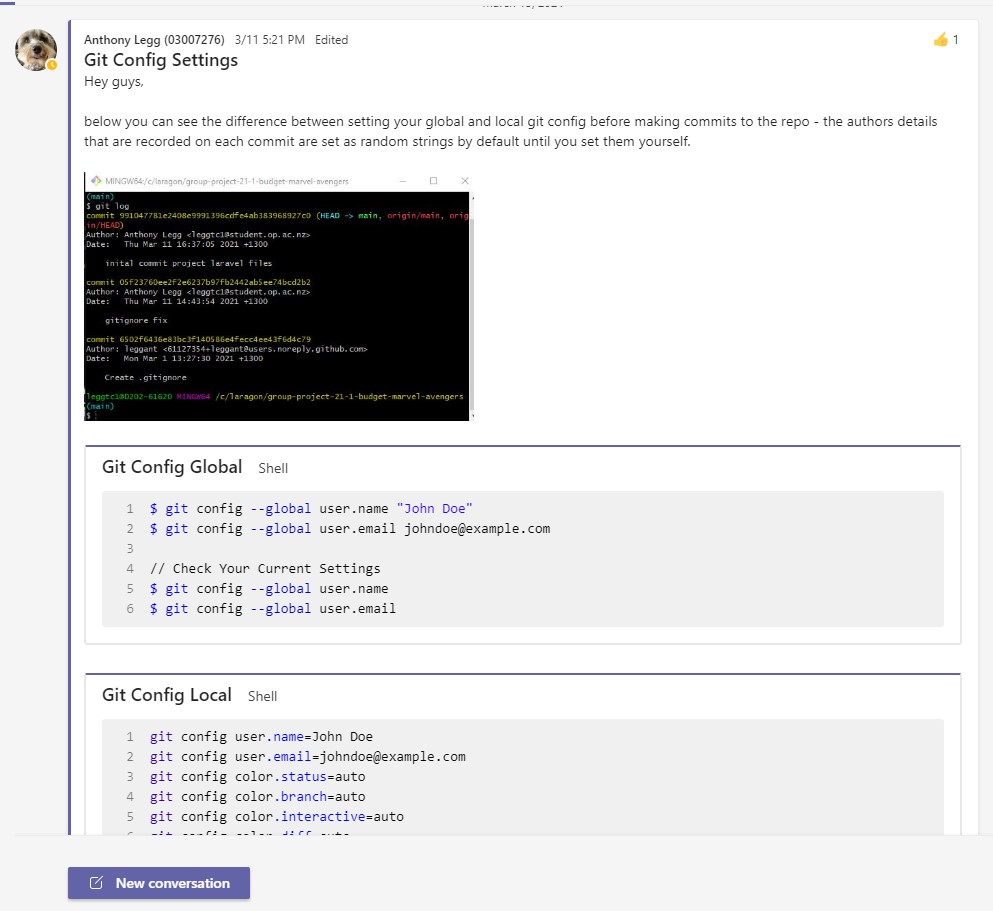 Anthony Legg (03007276) 3/11 5:21 PM Edited
1
Git Config Settings
Hey guys,
below you can see the difference between setting your global and local git config before making commits to the repo - the authors details
that are recorded on each commit are set as random strings by default until you set them yourself.
MINGW64:/c/laragon/group-project-21-1-budget-marvel-avengers
(main)
$ git log
commit 991047781e2408e9991396cdfe4ab383968927c0 (HEAD -> main, origin/main, orig
in/HEAD)
Author: Anthony Legg <leggtc1@student.op.ac.nz>
Date: Thu Mar 11 16:37:05 2021 +1300
inital commit project laravel files
commit 05f23760ee2f2e6237b97fb2442ab5ee74bcd2b2
Author: Anthony Legg <leggtc1@student.op.ac.nz>
Date: Thu Mar 11 14:43:54 2021 +1300
gitignore fix
commit 6502f6436e83bc3f140586e4fecc4ee43f6d4c79
Author: leggant <61127354+leggant@users.noreply.github.com>
Date: Mon Mar 1 13:27:30 2021 +1300
Create .gitignore
leggtc1@D202-61620 MINGW64 /c/laragon/group-project-21-1-budget-marvel-avengers
(main)
$
Git Config Global Shell
1 $ git config --global user.name "John Doe"
2 $ git config --global user.email johndoe@example.com
3
4 // Check Your Current Settings
5 $ git config --global user.name
6 $ git config --global user.email
Git Config Local Shell
1 git config user.name=John Doe
2 git config user.email=johndoe@example.com
3 git config color.status=auto
4 git config color.branch=auto
5 git config color.interactive=auto
New conversation